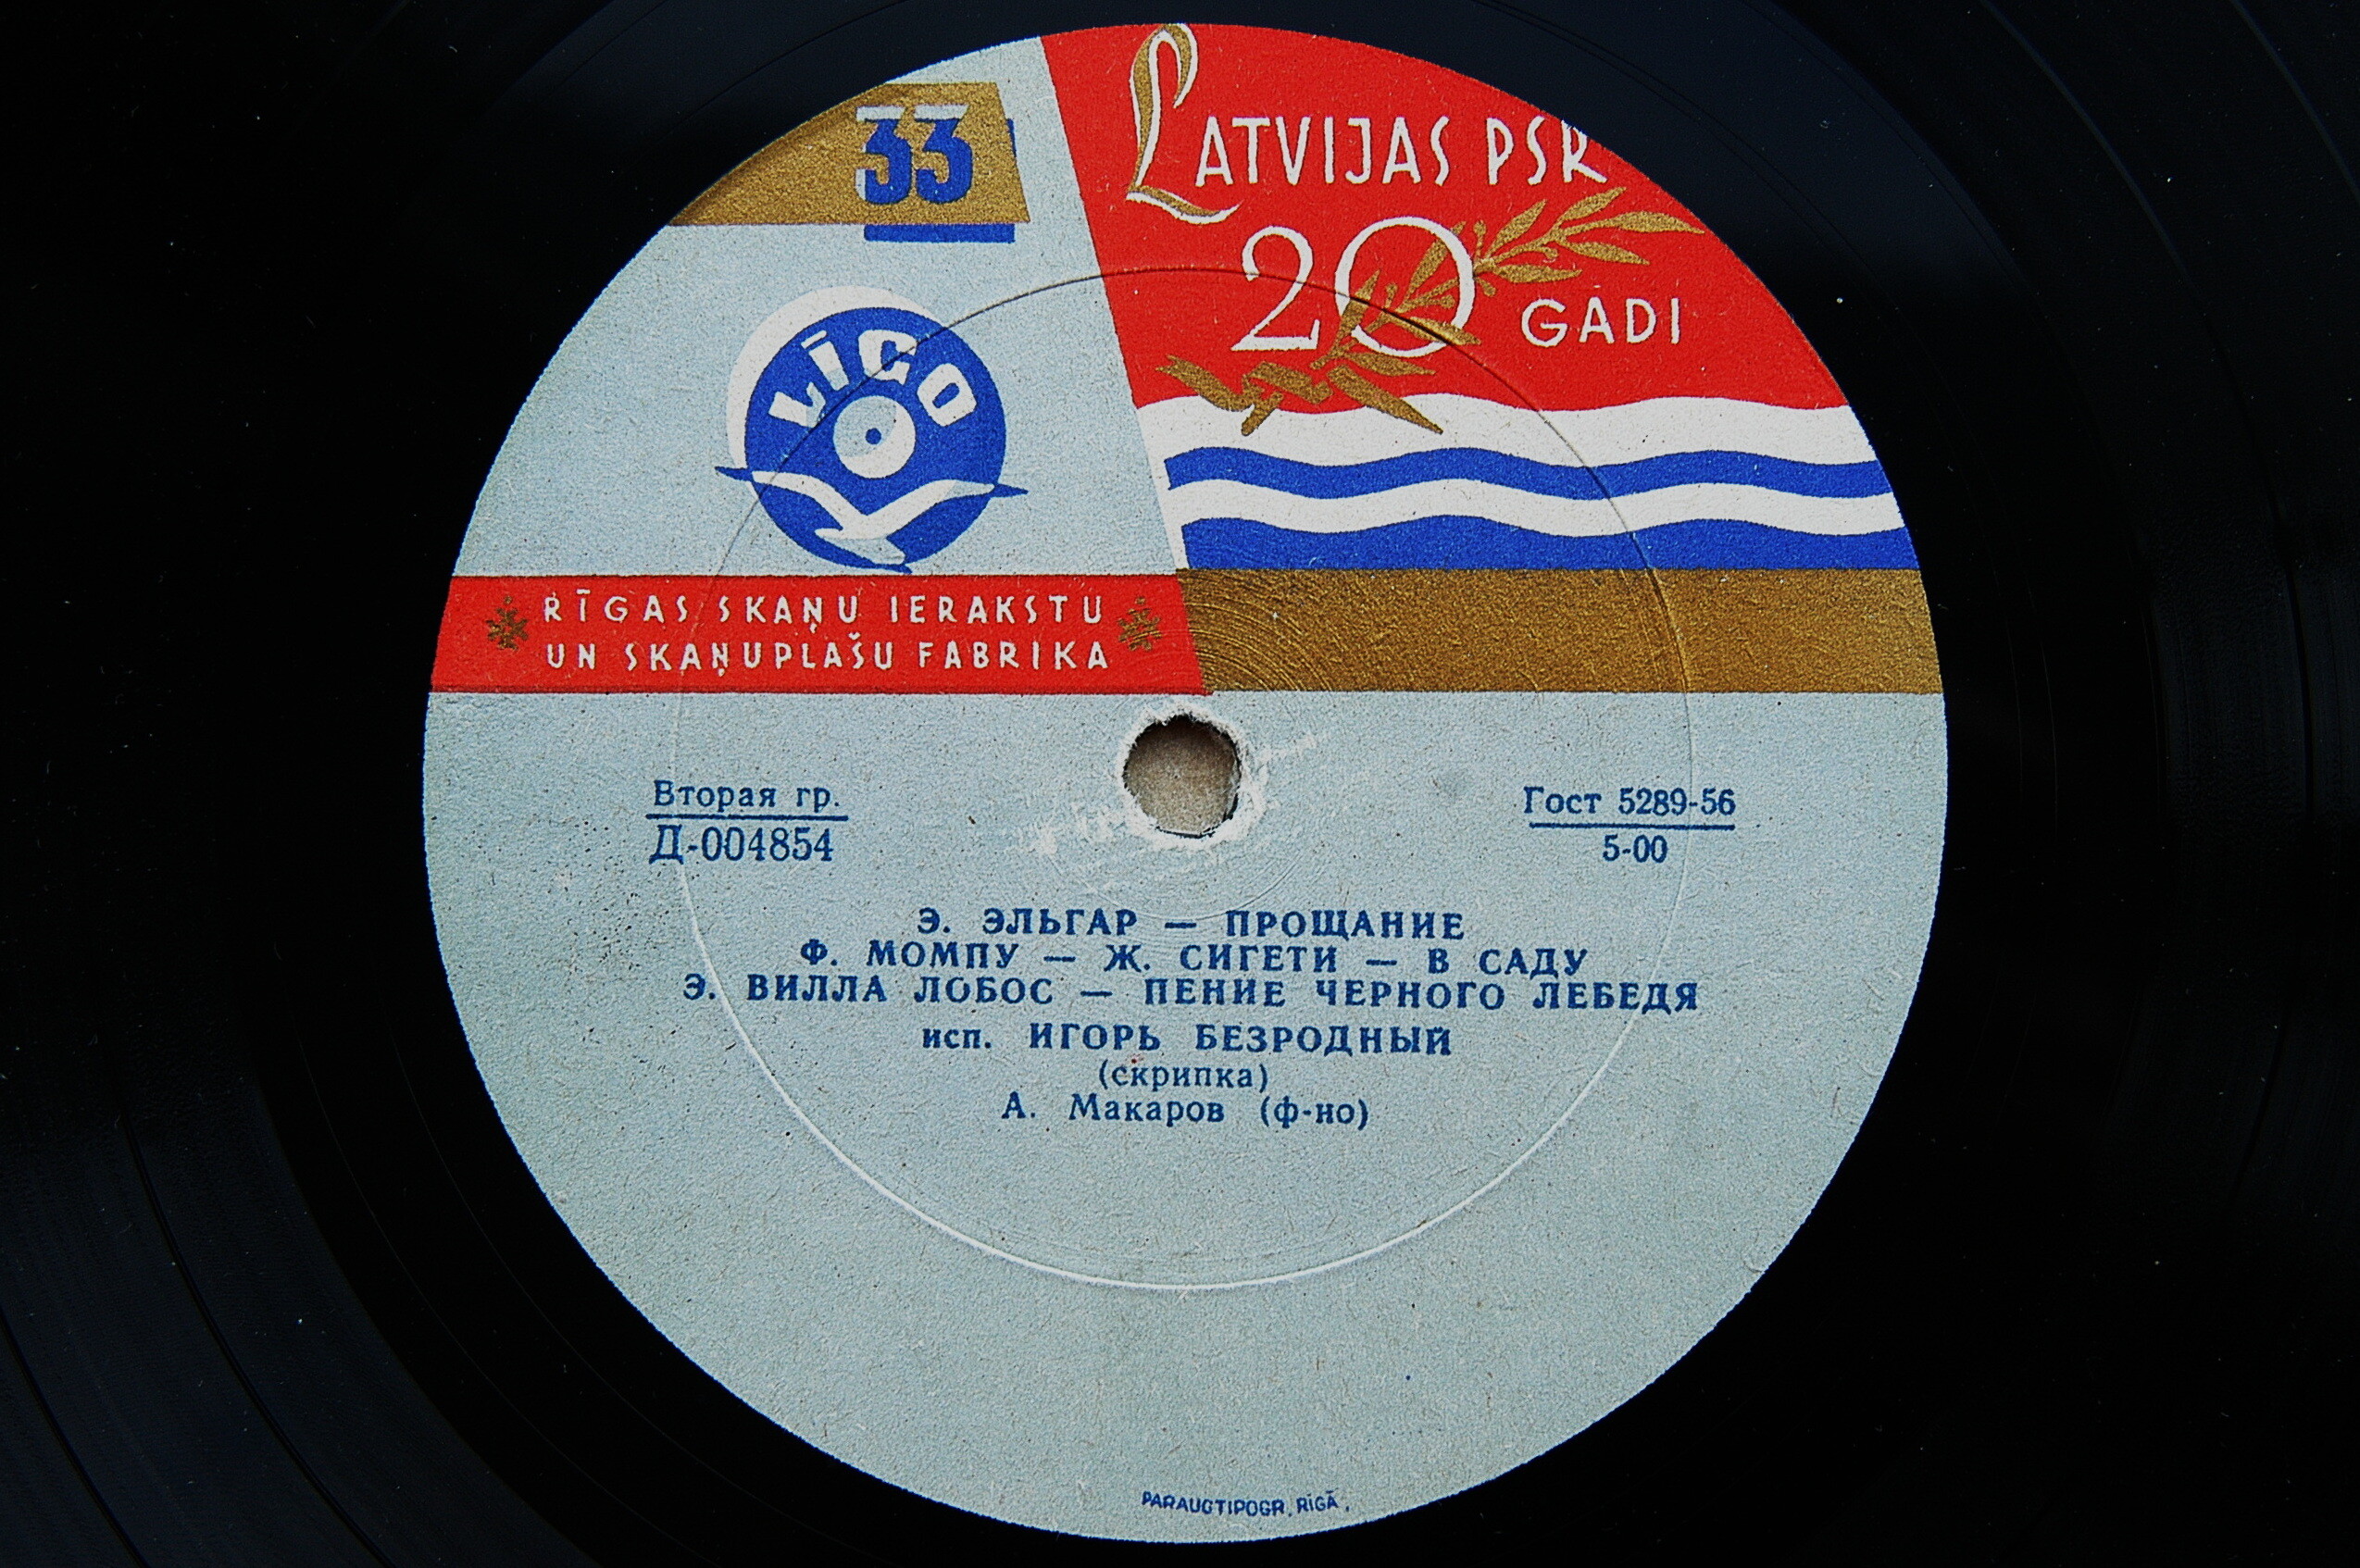 33
LATVIJAS PSR
20 GADI
LĪGO
RĪGAS SKAŅU IERAKSTU
UN SKAŅUPLAŠU FABRIKA
Вторая гр.
Д-004854
Гост 5289-56
5-00
Э. ЭЛЬГАР — ПРОЩАНИЕ
Ф. МОМПУ — Ж. СИГЕТИ — В САДУ
Э. ВИЛЛА ЛОБОС — ПЕНИЕ ЧЕРНОГО ЛЕБЕДЯ
исп. ИГОРЬ БЕЗРОДНЫЙ
(скрипка)
А. Макаров (ф-но)
PARAUGTIPOGR. RĪGĀ.